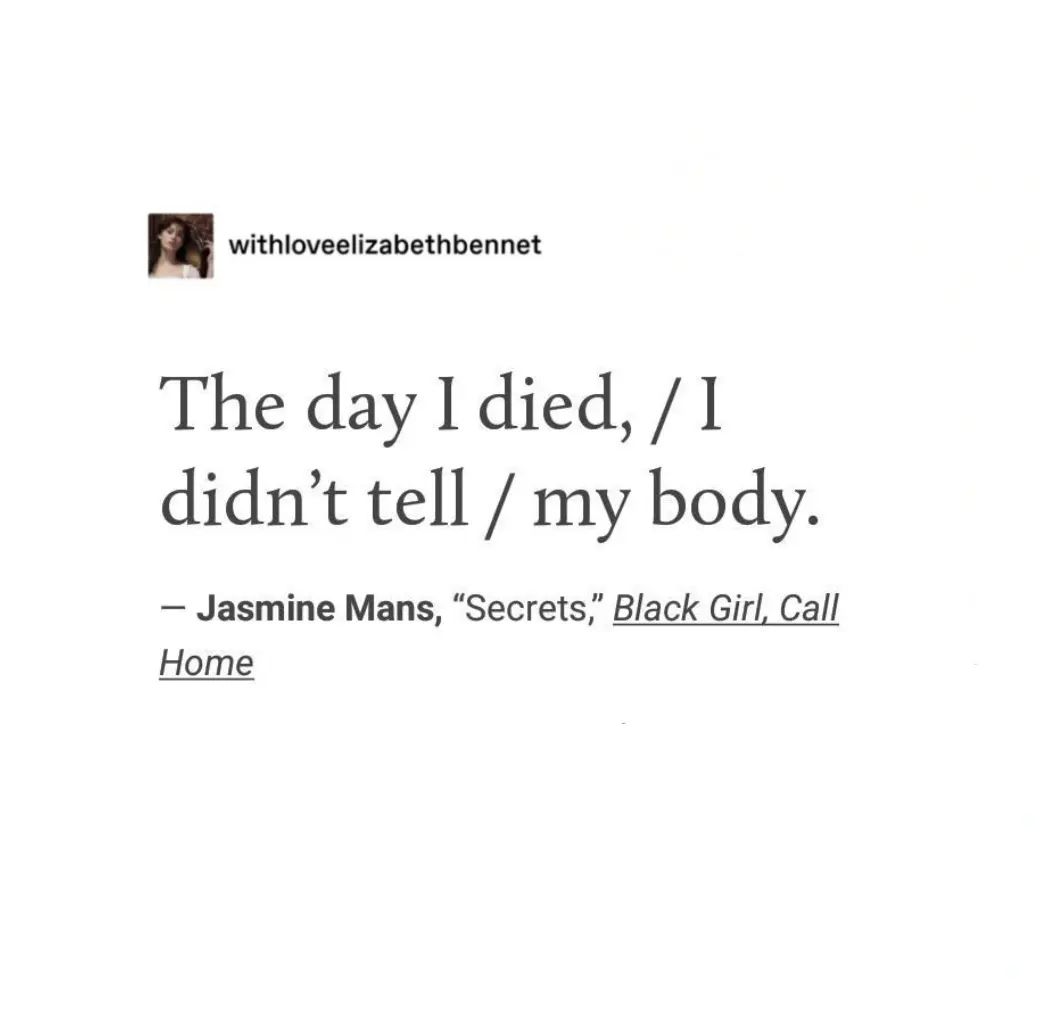 withloveelizabethbennet
The day I died, / I
didn’t tell / my body.
— Jasmine Mans, “Secrets,” Black Girl, Call
Home